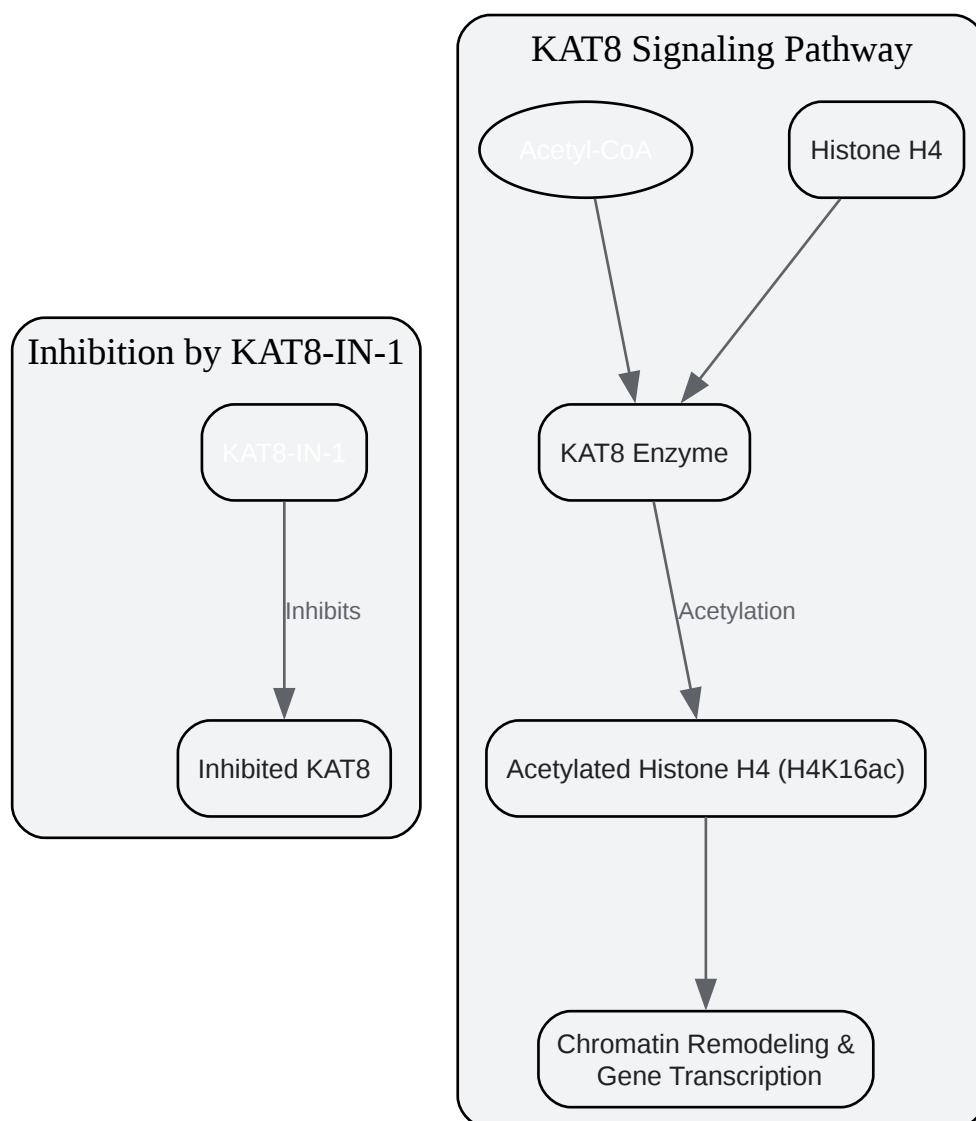 KAT8 Signaling Pathway
Acetyl-CoA
Histone H4
Inhibition by KAT8-IN-1
KAT8-IN-1
KAT8 Enzyme
Inhibits
Acetylation
Inhibited KAT8
Acetylated Histone H4 (H4K16ac)
Chromatin Remodeling &
Gene Transcription